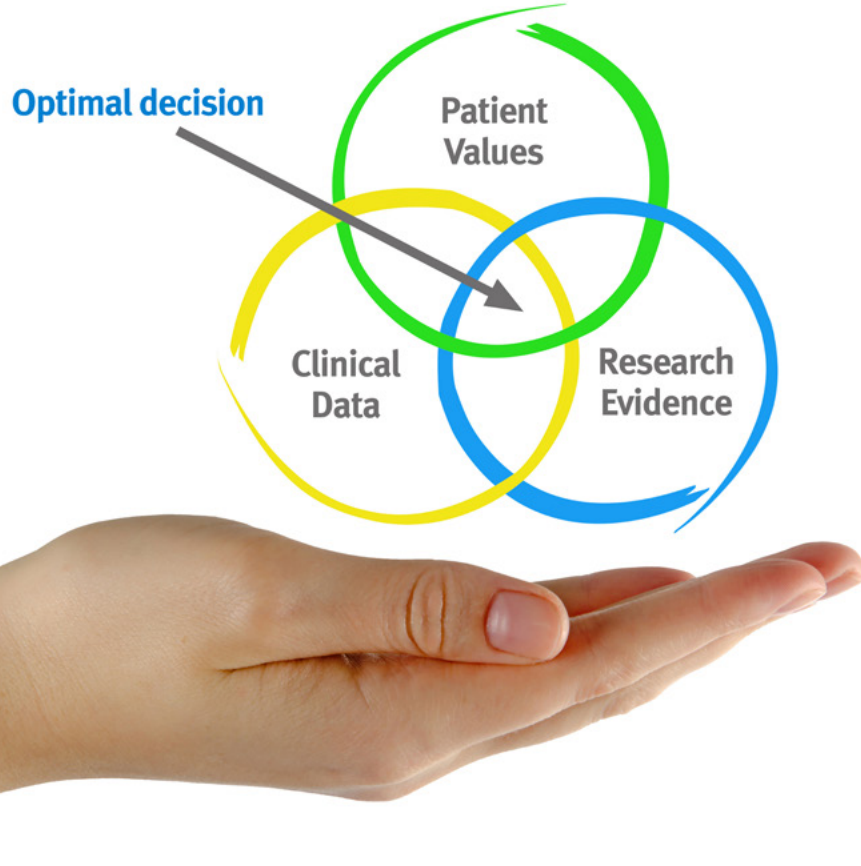 Optimal decision
Patient
Values
Clinical
Data
Research
Evidence